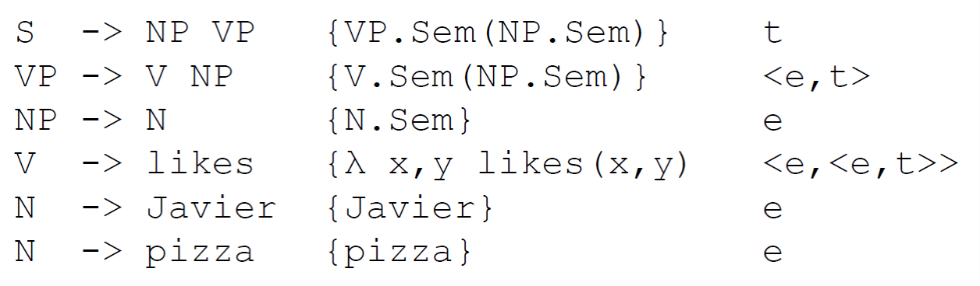 S -> NP VP {VP.Sem(NP.Sem)} t
VP -> V NP {V.Sem(NP.Sem)} <e,t>
NP -> N {N.Sem} e
V -> likes {λ x,y likes(x,y) <e,<e,t>>
N -> Javier {Javier} e
N -> pizza {pizza} e